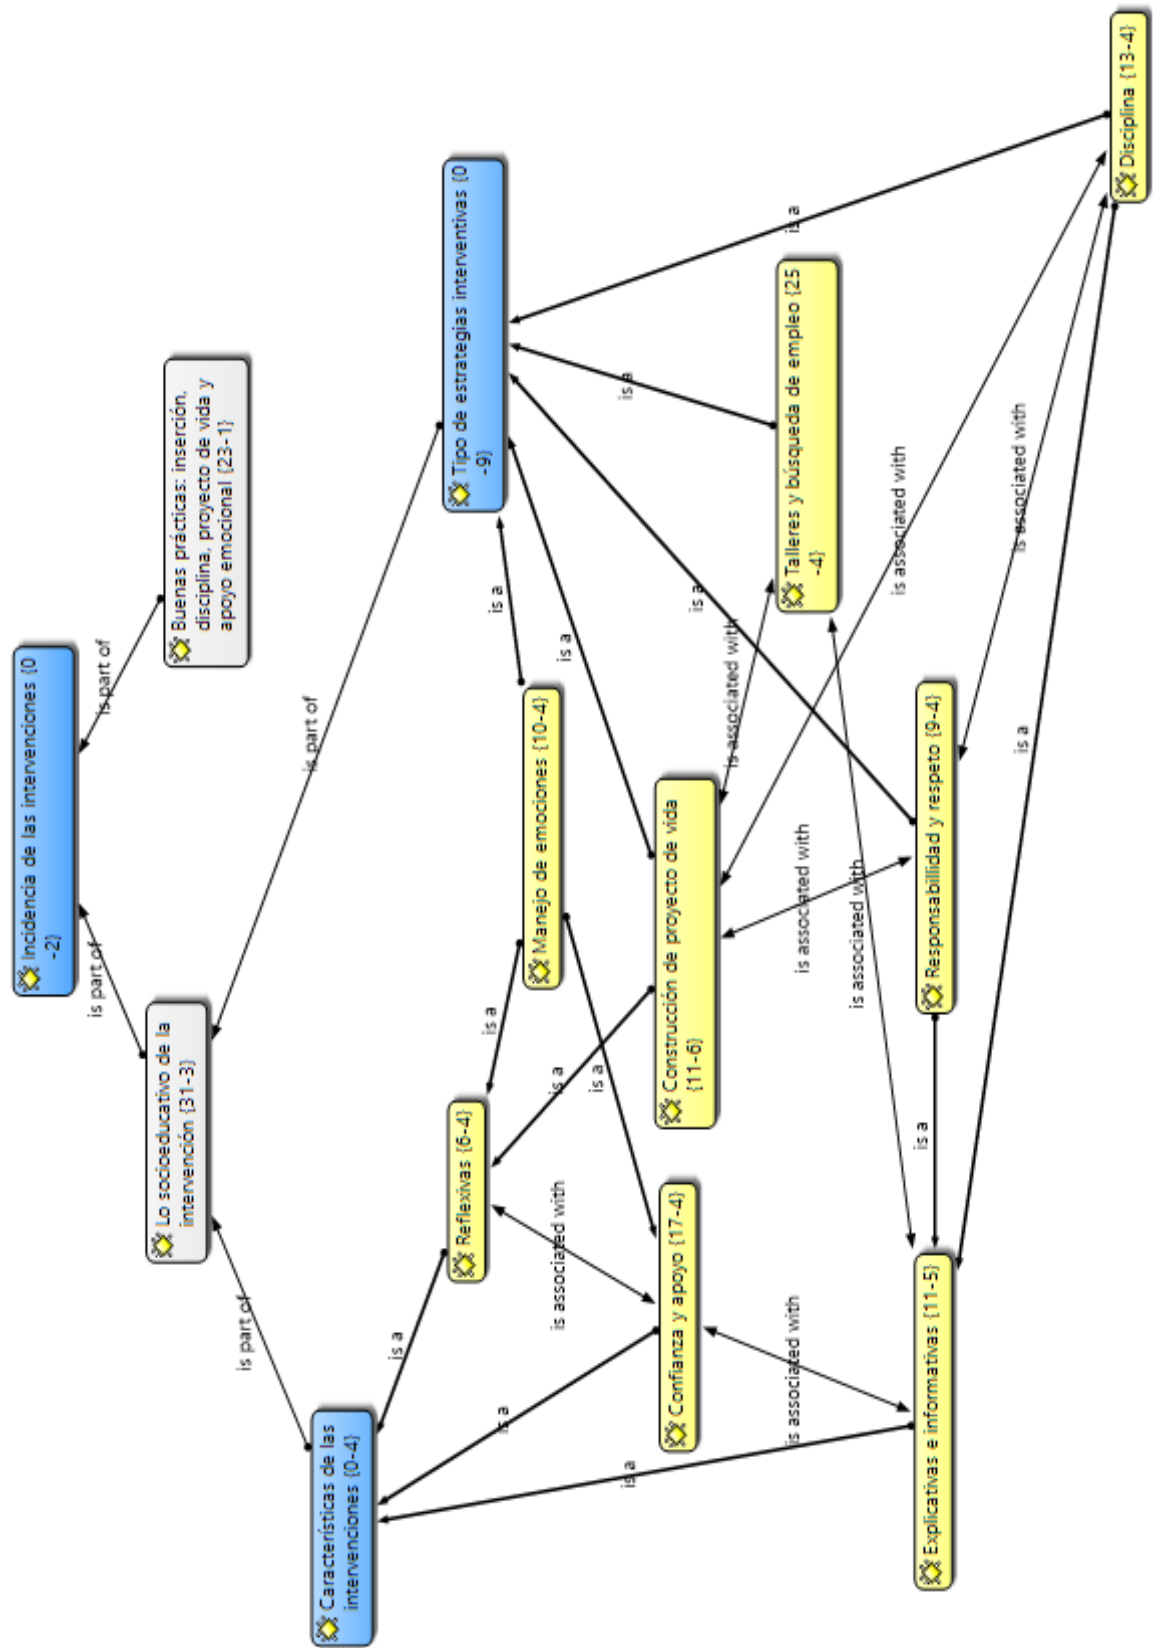 Incidencia de las intervenciones {0
-2}
is part of
is part of
Lo socioeducativo de la
intervención {31-3}
Buenas prácticas: inserción,
disciplina, proyecto de vida y
apoyo emocional {23-1}
is part of
is part of
Características de las
intervenciones {0-4}
Tipo de estrategias interventivas {0
-9}
is a
is a
is a
Reflexivas {6-4}
is a
is a
Manejo de emociones {10-4}
is a
is a
is a
is a
is a
is associated with
is a
is associated with
Confianza y apoyo {17-4}
Construcción de proyecto de vida
{11-6}
Talleres y búsqueda de empleo {25
-4}
is associated with
is associated with
is associated with
is associated with
is a
is associated with
is a
Explicativas e informativas {11-5}
Responsabillidad y respeto {9-4}
Disciplina {13-4}